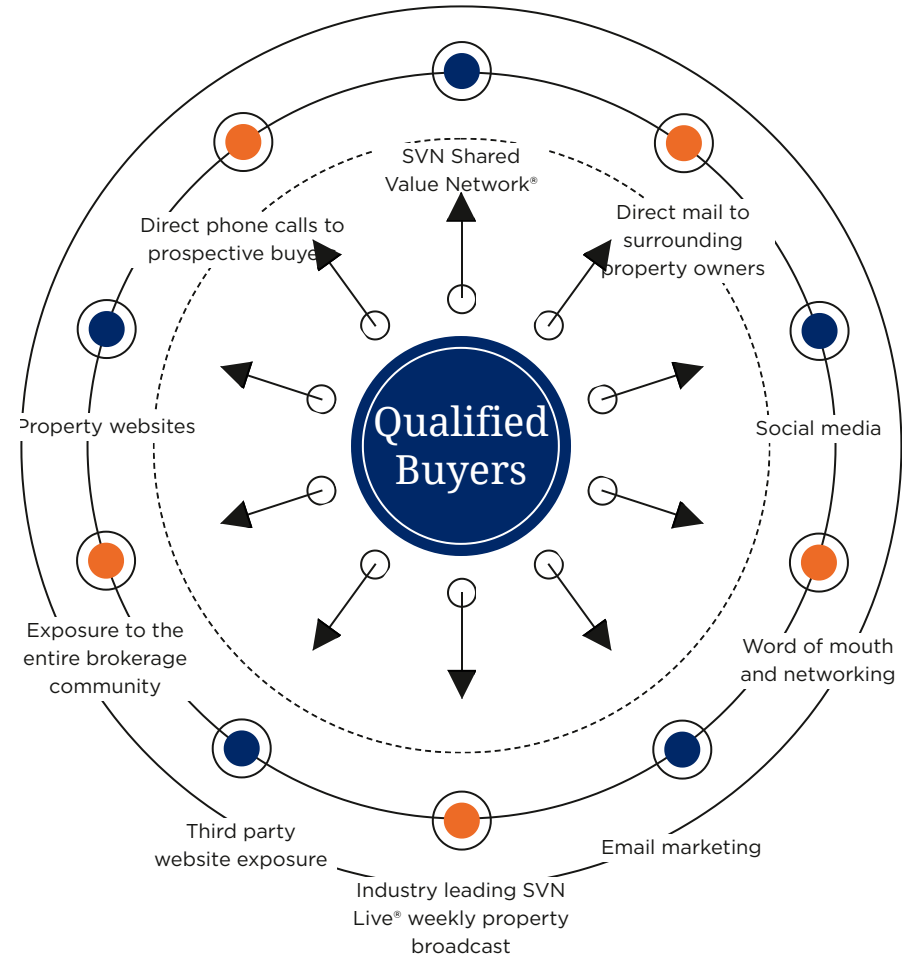 SVN Shared
Value Network®
Direct phone calls to
prospective buye
Direct mail to
surrounding
property owners
Qualified
Buyers
Property websites
Social media
Exposure to the
entire brokerage
community
Word of mouth
and networking
Third party
website exposure
Email marketing
Industry leading SVN
Live® weekly property
broadcast